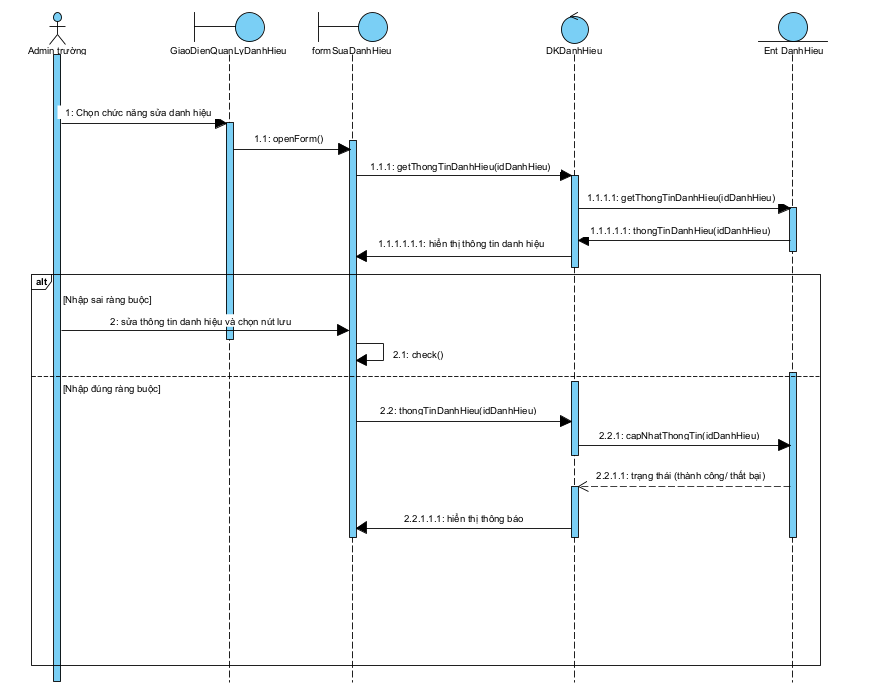 Admin trường
GiaoDienQuanLyDanhHieu
formSuaDanhHieu
DKDanhHieu
Ent DanhHieu
1: Chọn chức năng sửa danh hiệu
1.1: openForm()
1.1.1: getThongTinDanhHieu(idDanhHieu)
1.1.1.1: getThongTinDanhHieu(idDanhHieu)
1.1.1.1.1: thongTinDanhHieu(idDanhHieu)
1.1.1.1.1.1: hiển thị thông tin danh hiệu
alt
[Nhập sai ràng buộc]
2: sửa thông tin danh hiệu và chọn nút lưu
2.1: check()
[Nhập đúng ràng buộc]
2.2: thongTinDanhHieu(idDanhHieu)
2.2.1: capNhatThongTin(idDanhHieu)
2.2.1.1: trạng thái (thành công/ thất bại)
2.2.1.1.1: hiển thị thông báo